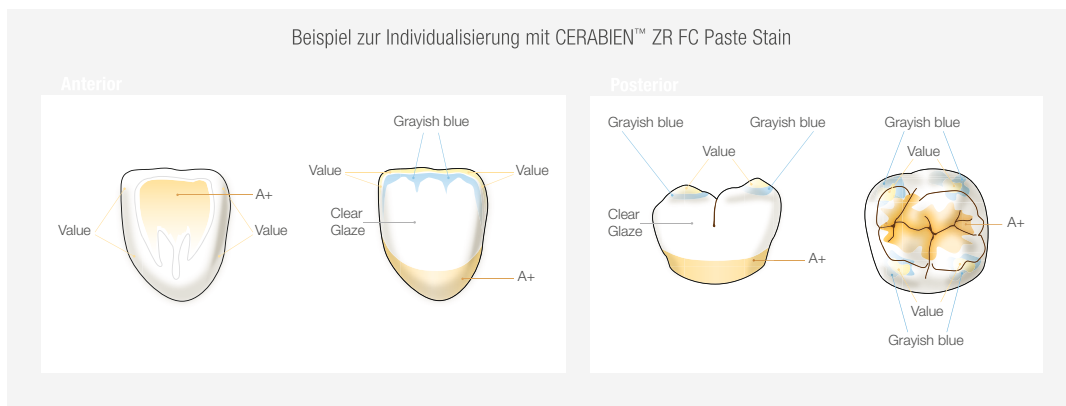 Beispiel zur Individualisierung mit CERABIEN™ ZR FC Paste Stain
Anterior
Grayish blue
Value
Value
A+
Value
Value
Clear
Glaze
A+
Posterior
Grayish blue
Grayish blue
Value
Clear
Glaze
A+
Grayish blue
Value
A+
Value
Grayish blue